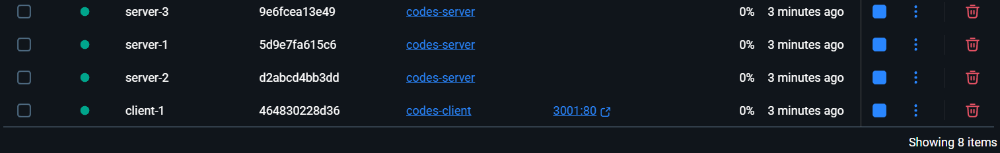 server-3 9e6fcea13e49 codes-server 0% 3 minutes ago
server-1 5d9e7fa615c6 codes-server 0% 3 minutes ago
server-2 d2abcd4bb3dd codes-server 0% 3 minutes ago
client-1 464830228d36 codes-client 3001:80 0% 3 minutes ago
Showing 8 items